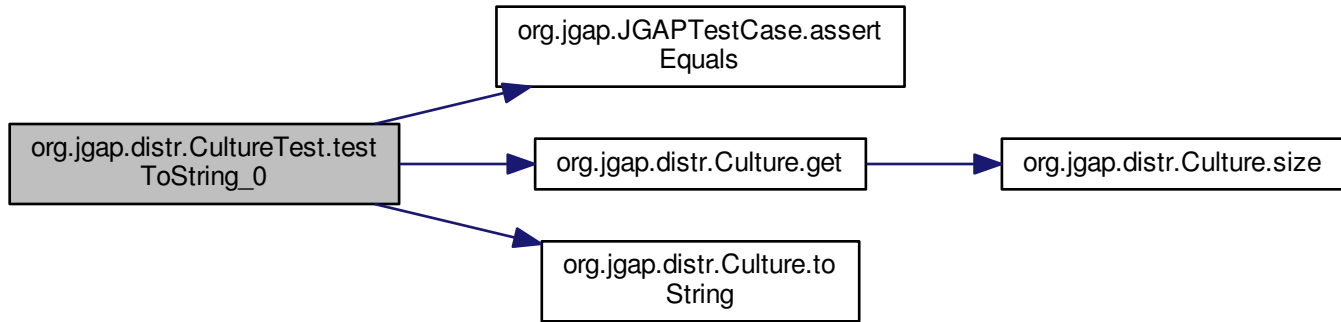 org.jgap.JGAPTestCase.assert
Equals
org.jgap.distr.CultureTest.test
ToString_0
org.jgap.distr.Culture.get
org.jgap.distr.Culture.size
org.jgap.distr.Culture.to
String